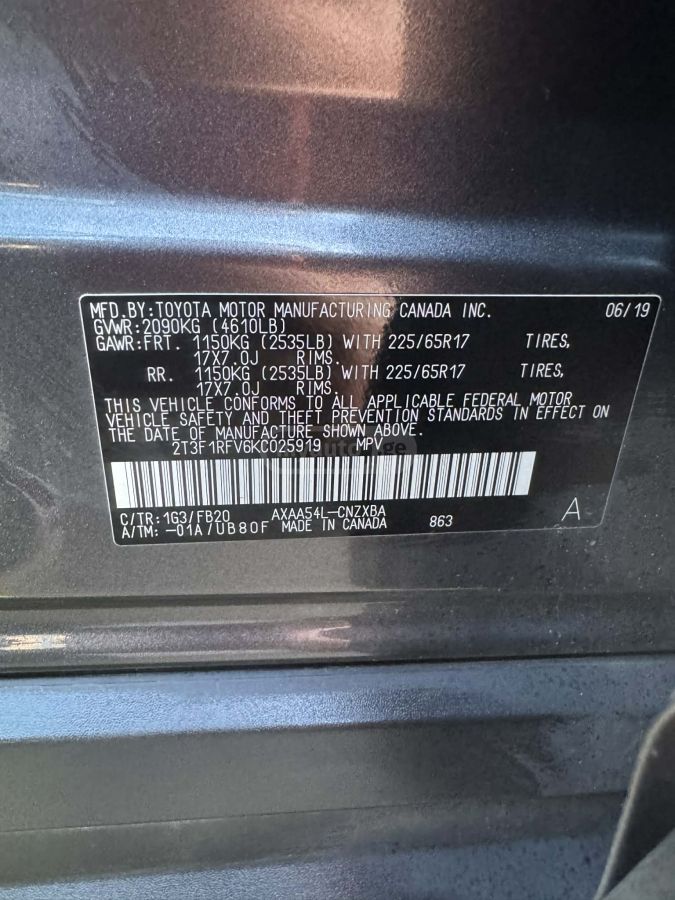 MFD.BY:TOYOTA MOTOR MANUFACTURING CANADA INC. 06/19
GVWR:2090KG (4610LB)
GAWR:FRT. 1150KG (2535LB) WITH 225/65R17 TIRES,
17X7.0J RIMS.
RR. 1150KG (2535LB) WITH 225/65R17 TIRES,
17X7.0J RIMS.
THIS VEHICLE CONFORMS TO ALL APPLICABLE FEDERAL MOTOR
VEHICLE SAFETY AND THEFT PREVENTION STANDARDS IN EFFECT ON
THE DATE OF MANUFACTURE SHOWN ABOVE.
2T3F1RFV6KC025919 MPV
C/TR:1G3/FB20 AXAA54L-CNZXBA A
A/TM:-01A/UB80F MADE IN CANADA 863